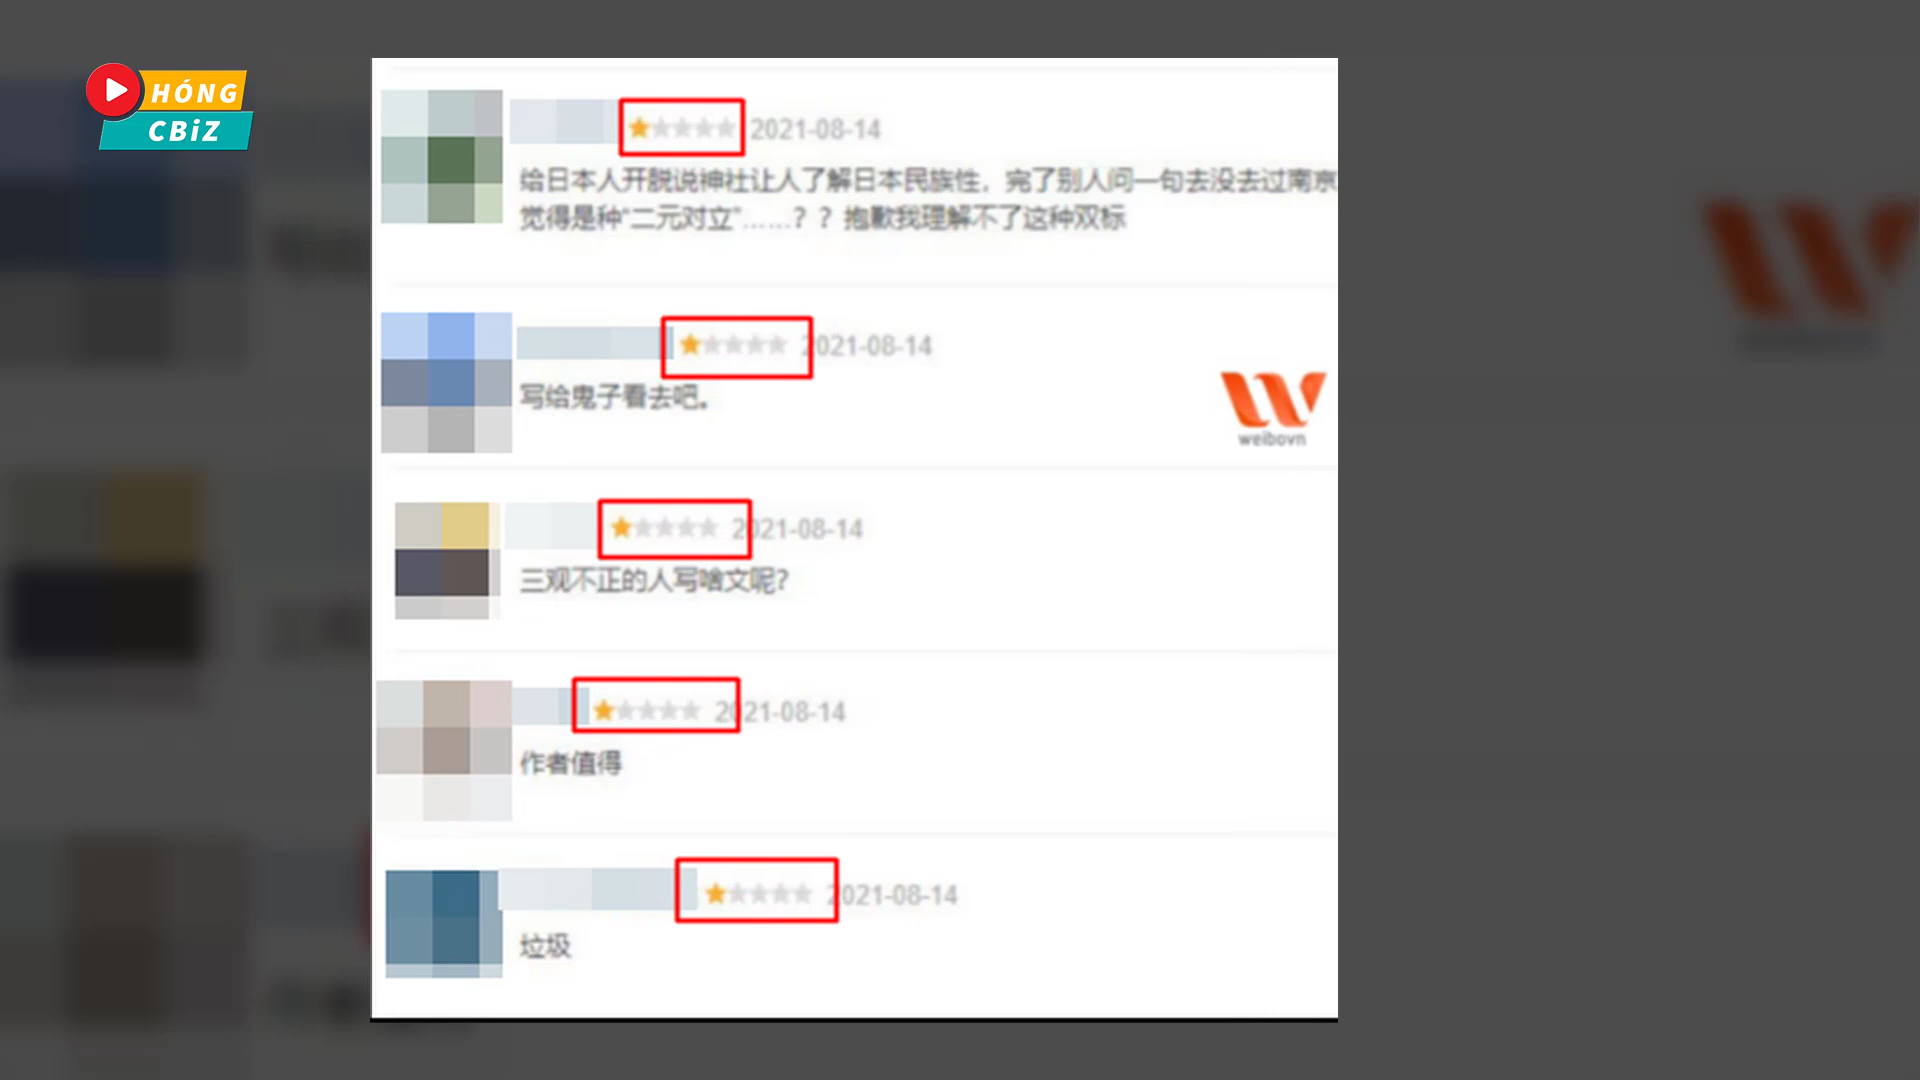 HÓNG
CBiZ
2021-08-14
给日本人开脱说神社让人了解日本民族性，完了别人问一句去没去过南京
觉得是种“二元对立”……？？抱歉我理解不了这种双标
2021-08-14
写给鬼子看去吧。
weibovn
2021-08-14
三观不正的人写啥文呢？
2021-08-14
作者值得
2021-08-14
垃圾